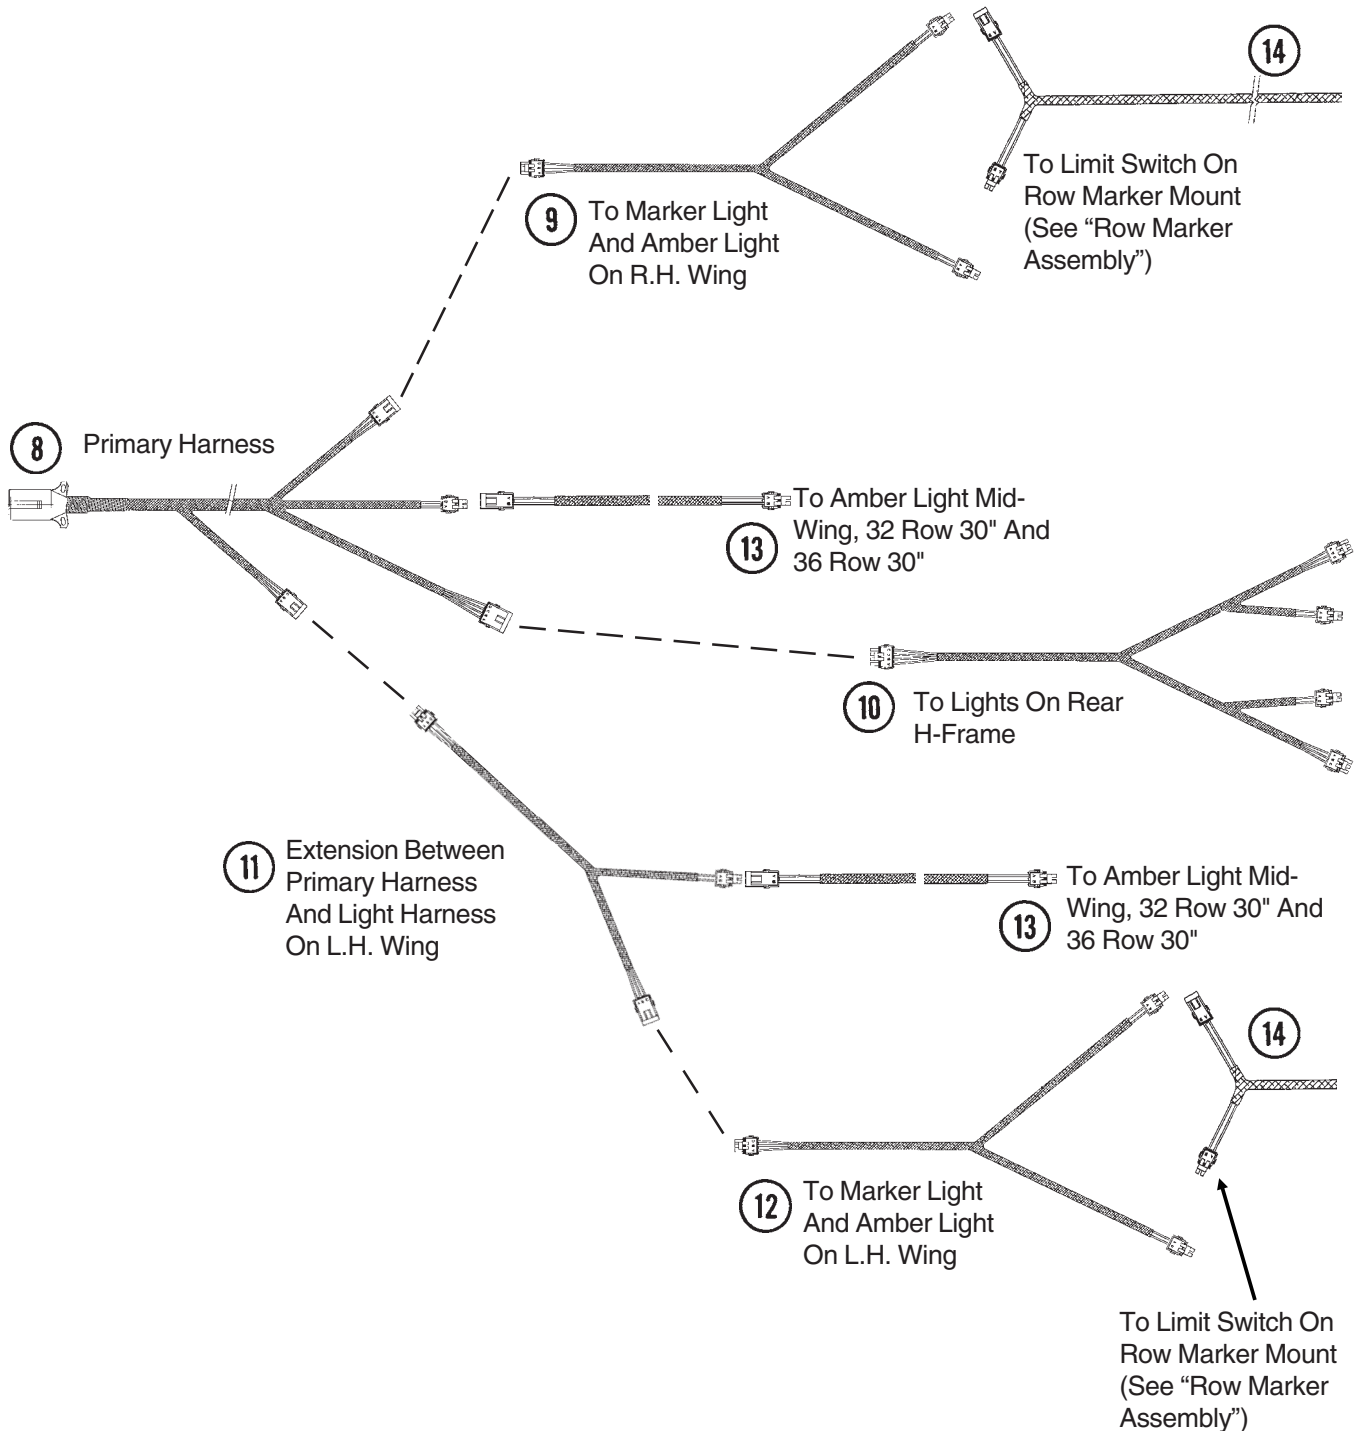 14
To Limit Switch On
Row Marker Mount
(See “Row Marker
Assembly”)
9
To Marker Light
And Amber Light
On R.H. Wing
8
Primary Harness
13
To Amber Light Mid-
Wing, 32 Row 30" And
36 Row 30"
10
To Lights On Rear
H-Frame
11
Extension Between
Primary Harness
And Light Harness
On L.H. Wing
13
To Amber Light Mid-
Wing, 32 Row 30" And
36 Row 30"
14
12
To Marker Light
And Amber Light
On L.H. Wing
To Limit Switch On
Row Marker Mount
(See “Row Marker
Assembly”)